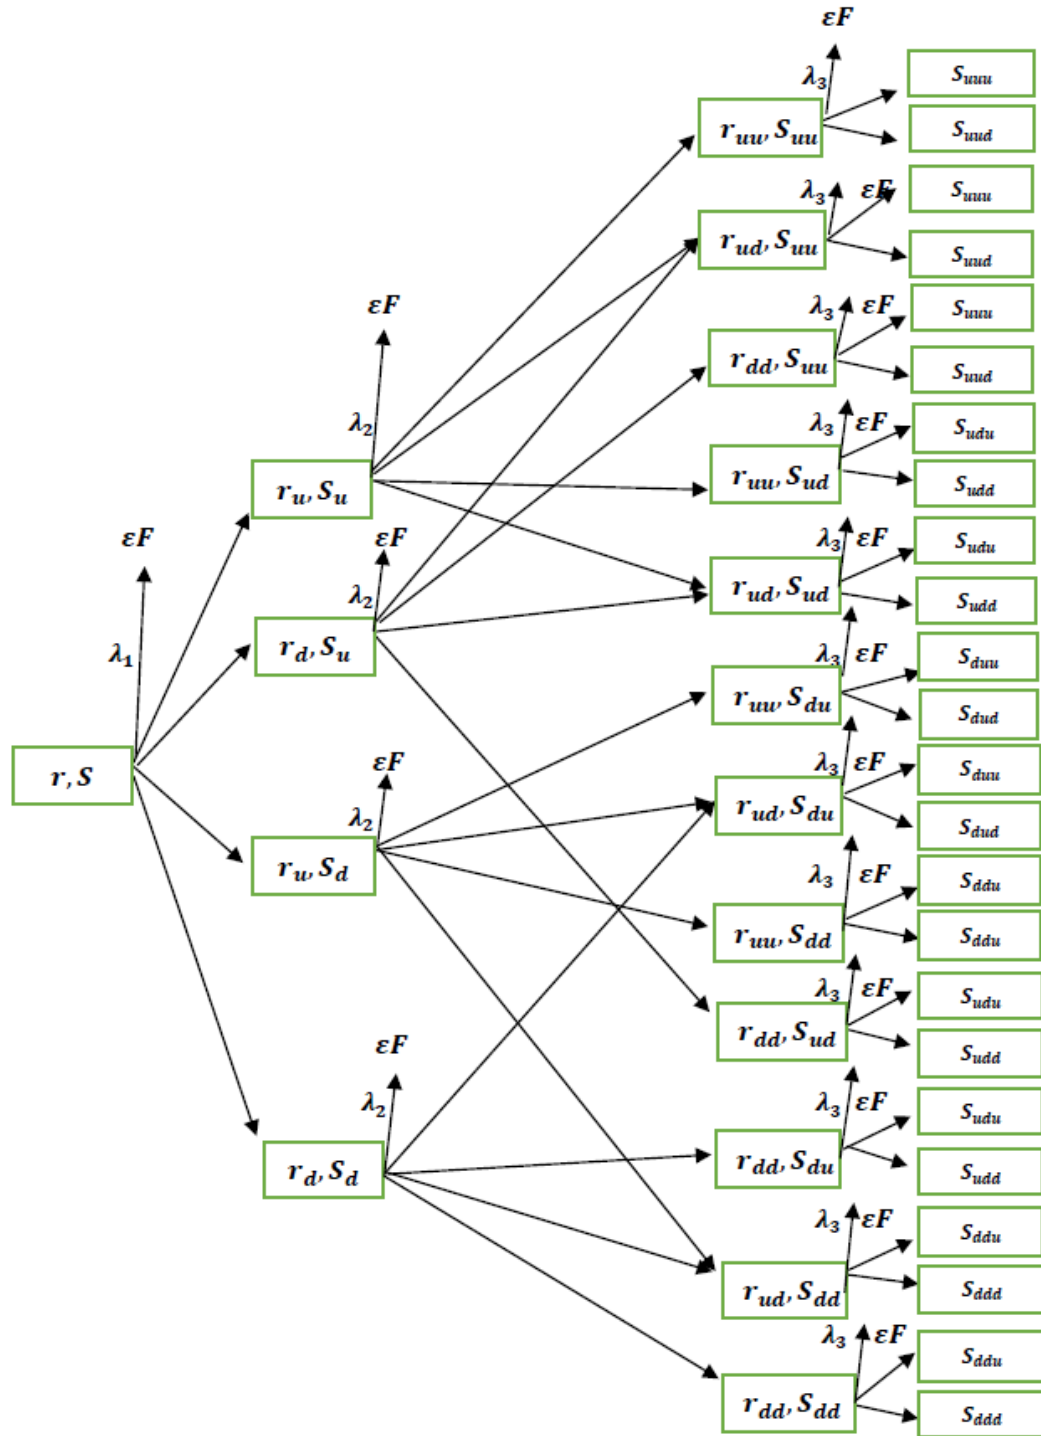 εF
λ₃
S_uuu
r_uu, S_uu
S_uud
λ₃
εF
S_uuu
r_ud, S_uu
S_uud
λ₃
εF
S_uuu
r_dd, S_uu
S_uud
εF
λ₂
λ₃
εF
S_udu
r_uu, S_ud
S_udd
r_u, S_u
λ₃
εF
S_udu
r_ud, S_ud
S_udd
εF
λ₂
r_d, S_u
εF
λ₁
r, S
λ₃
εF
S_duu
r_uu, S_du
S_dud
λ₃
εF
S_duu
r_ud, S_du
S_dud
εF
λ₂
r_u, S_d
λ₃
εF
S_ddu
r_uu, S_dd
S_ddu
λ₃
εF
S_udu
r_dd, S_ud
S_udd
εF
λ₂
r_d, S_d
λ₃
εF
S_udu
r_dd, S_du
S_udd
λ₃
εF
S_ddu
r_ud, S_dd
S_ddd
λ₃
εF
S_ddu
r_dd, S_dd
S_ddd